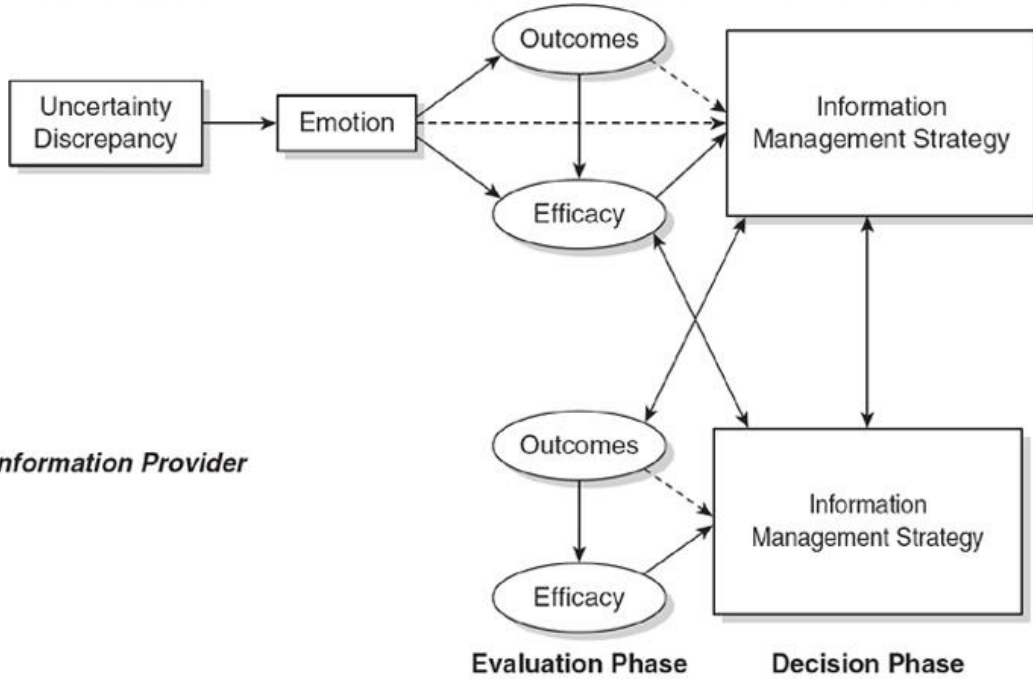 Outcomes
Uncertainty
Discrepancy
Emotion
Information
Management Strategy
Efficacy
Outcomes
nformation Provider
Information
Management Strategy
Efficacy
Evaluation Phase
Decision Phase